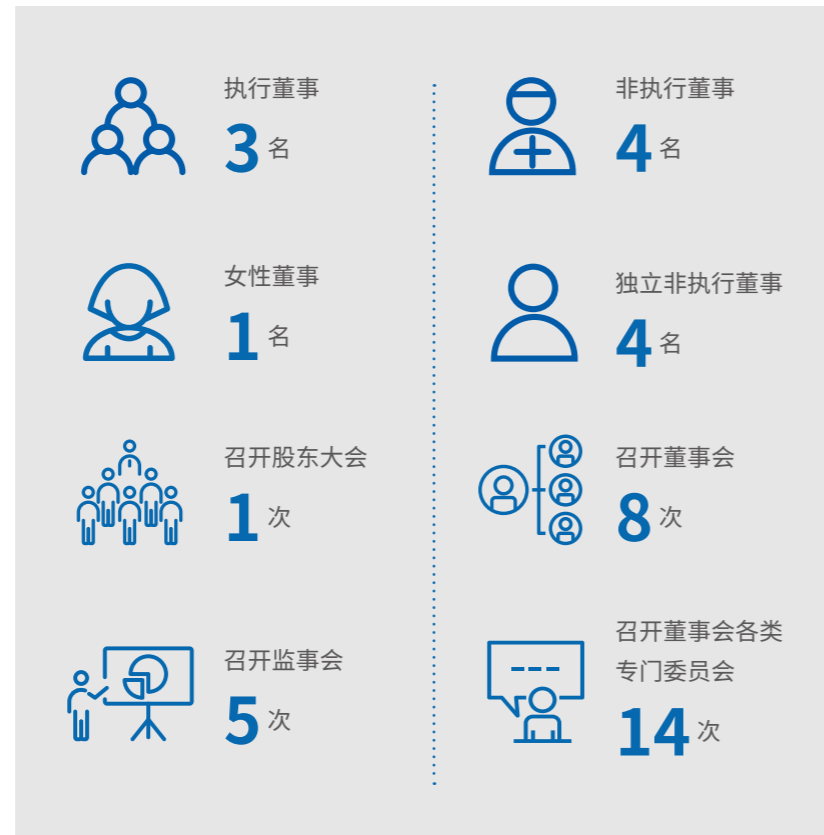 执行董事
3 名
非执行董事
4 名
女性董事
1 名
独立非执行董事
4 名
召开股东大会
1 次
召开董事会
8 次
召开监事会
5 次
召开董事会各类
专门委员会
14 次